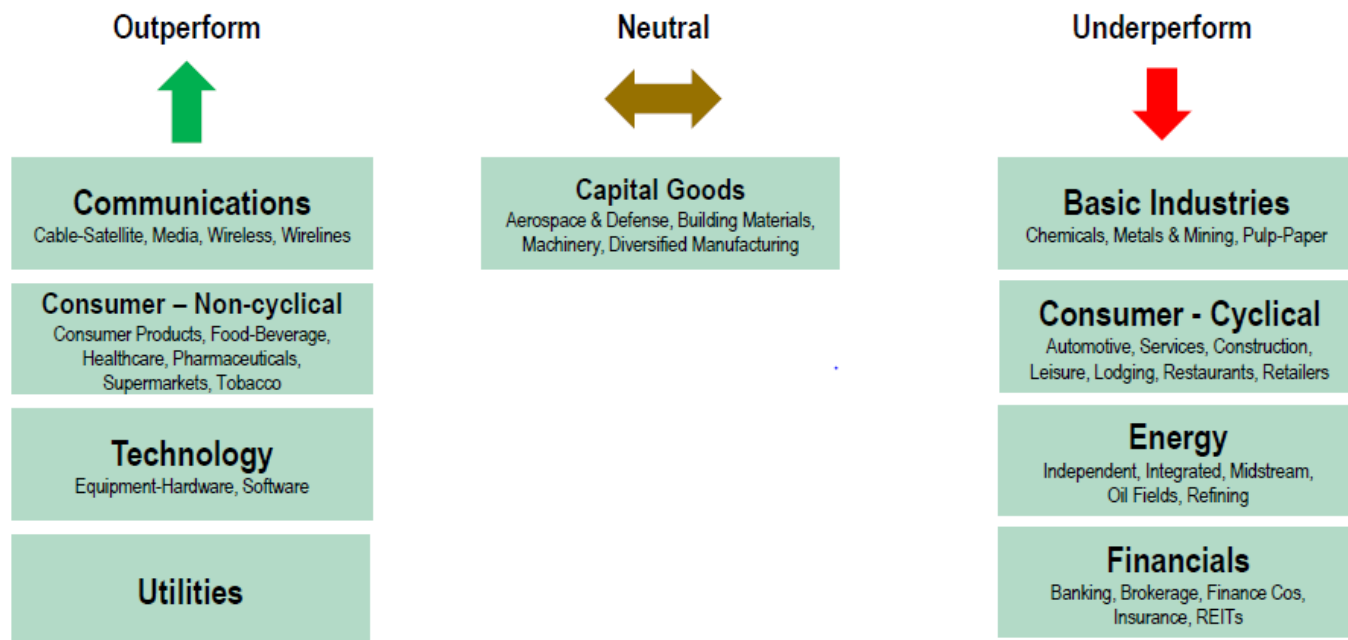 Outperform
Neutral
Underperform
Communications
Cable-Satellite, Media, Wireless, Wirelines
Consumer – Non-cyclical
Consumer Products, Food-Beverage,
Healthcare, Pharmaceuticals,
Supermarkets, Tobacco
Technology
Equipment-Hardware, Software
Utilities
Capital Goods
Aerospace & Defense, Building Materials,
Machinery, Diversified Manufacturing
Basic Industries
Chemicals, Metals & Mining, Pulp-Paper
Consumer - Cyclical
Automotive, Services, Construction,
Leisure, Lodging, Restaurants, Retailers
Energy
Independent, Integrated, Midstream,
Oil Fields, Refining
Financials
Banking, Brokerage, Finance Cos,
Insurance, REITs